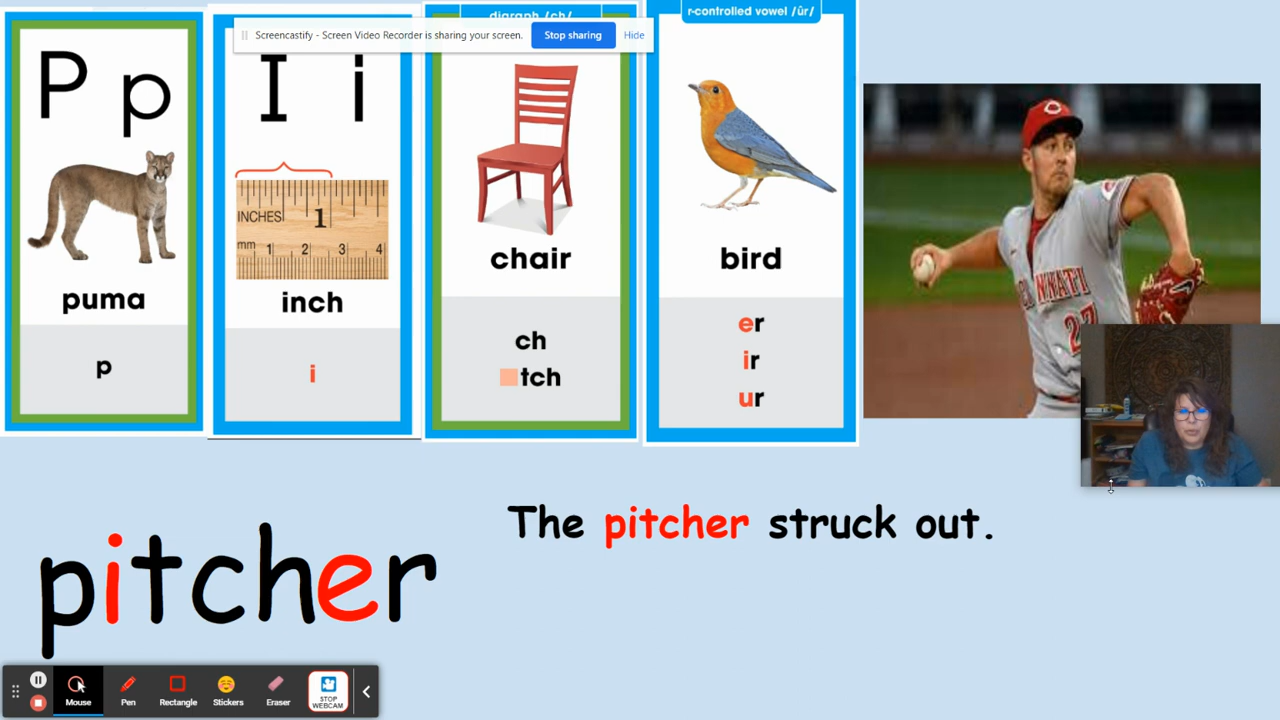 P p
puma
p
Screencastify - Screen Video Recorder is sharing your screen. Stop sharing Hide
I i
INCHES 1
mm 1 2 3 4
inch
i
digraph /ch/
chair
ch
tch
r-controlled vowel /ûr/
bird
er
ir
ur
C
CINNATI
27
pitcher
The pitcher struck out.
Mouse Pen Rectangle Stickers Eraser STOP WEBCAM